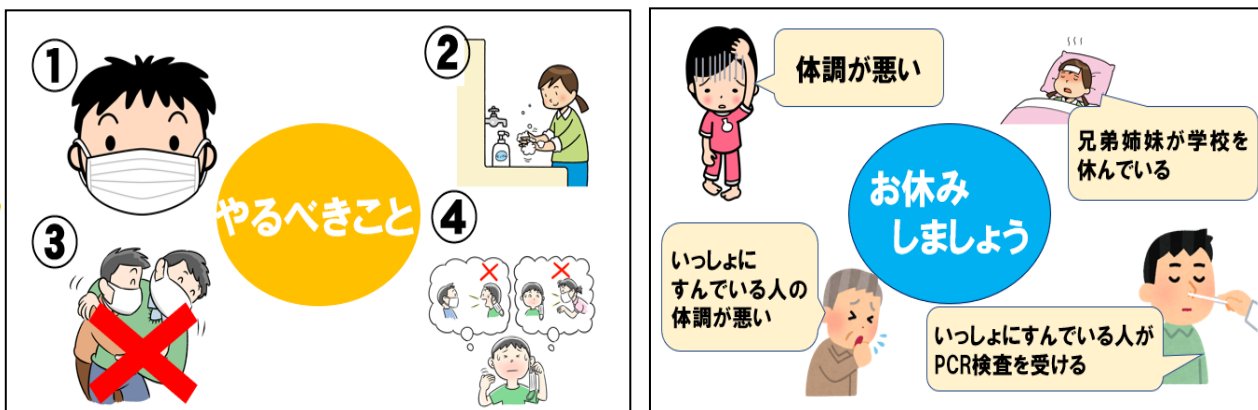 ①
②
やるべきこと
③
④
体調が悪い
兄弟姉妹が学校を
休んでいる
お休み
しましょう
いっしょに
すんでいる人の
体調が悪い
いっしょにすんでいる人が
PCR検査を受ける